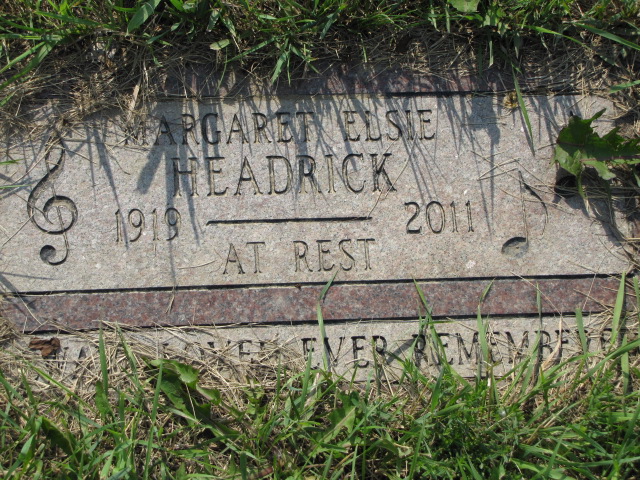 MARGARET ELSIE
HEADRICK
1919 2011
AT REST
EVER REMEMBERED